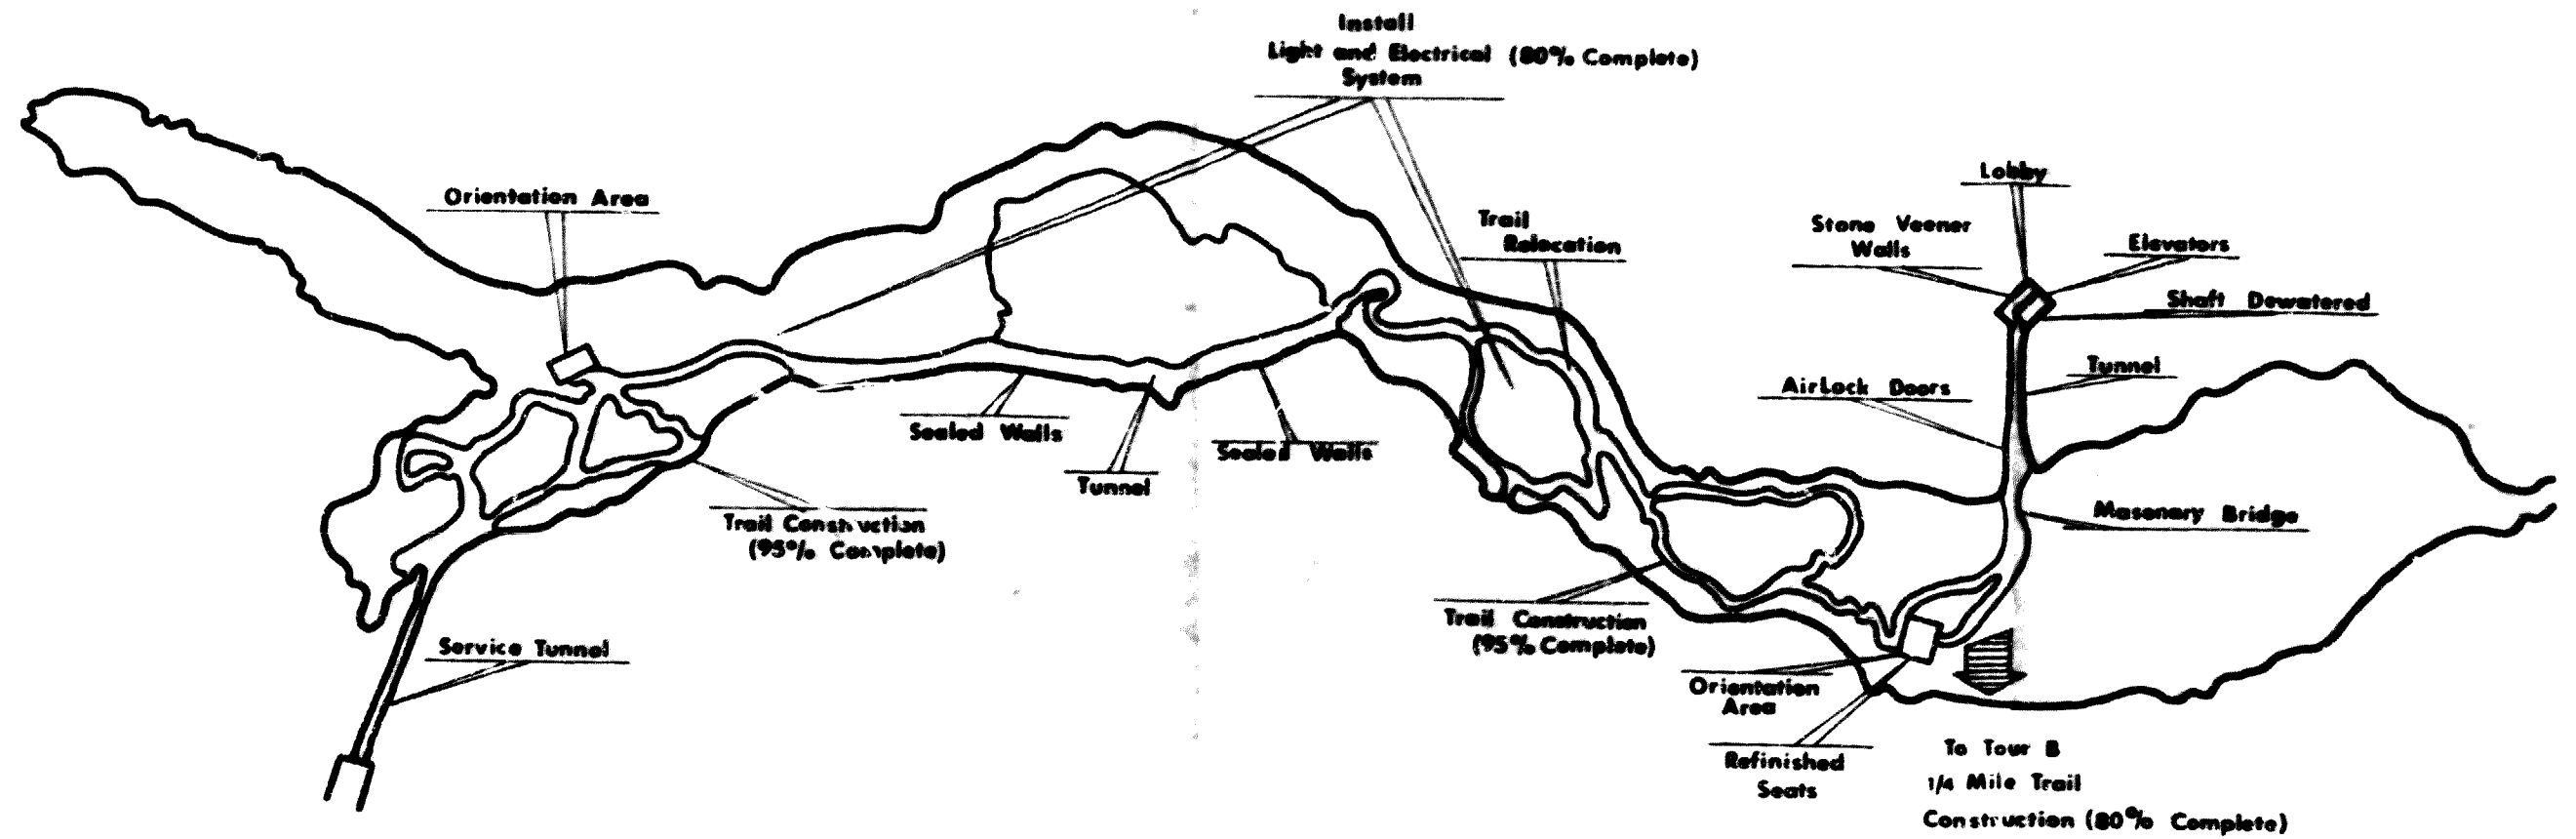 Install
Light and Electrical (80% Complete)
System
Orientation Area
Lobby
Trail
Relocation
Stone Veener
Walls
Elevators
Shaft Dewatered
Tunnel
AirLock Doors
Sealed Walls
Sealed Walls
Tunnel
Masonary Bridge
Trail Construction
(95% Complete)
Trail Construction
(95% Complete)
Service Tunnel
Orientation
Area
Refinished
Seats
To Tour B
1/4 Mile Trail
Construction (80% Complete)